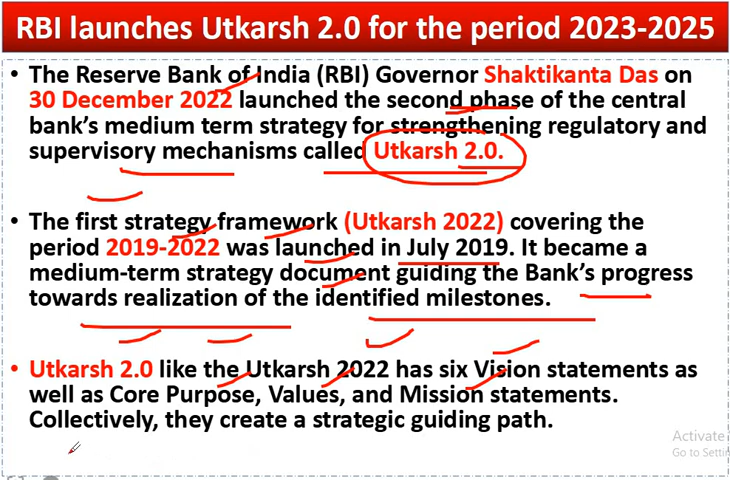 RBI launches Utkarsh 2.0 for the period 2023-2025
• The Reserve Bank of India (RBI) Governor Shaktikanta Das on
30 December 2022 launched the second phase of the central
bank's medium term strategy for strengthening regulatory and
supervisory mechanisms called Utkarsh 2.0.
• The first strategy framework (Utkarsh 2022) covering the
period 2019-2022 was launched in July 2019. It became a
medium-term strategy document guiding the Bank's progress
towards realization of the identified milestones.
• Utkarsh 2.0 like the Utkarsh 2022 has six Vision statements as
well as Core Purpose, Values, and Mission statements.
Collectively, they create a strategic guiding path.
Activate
Go to Settin